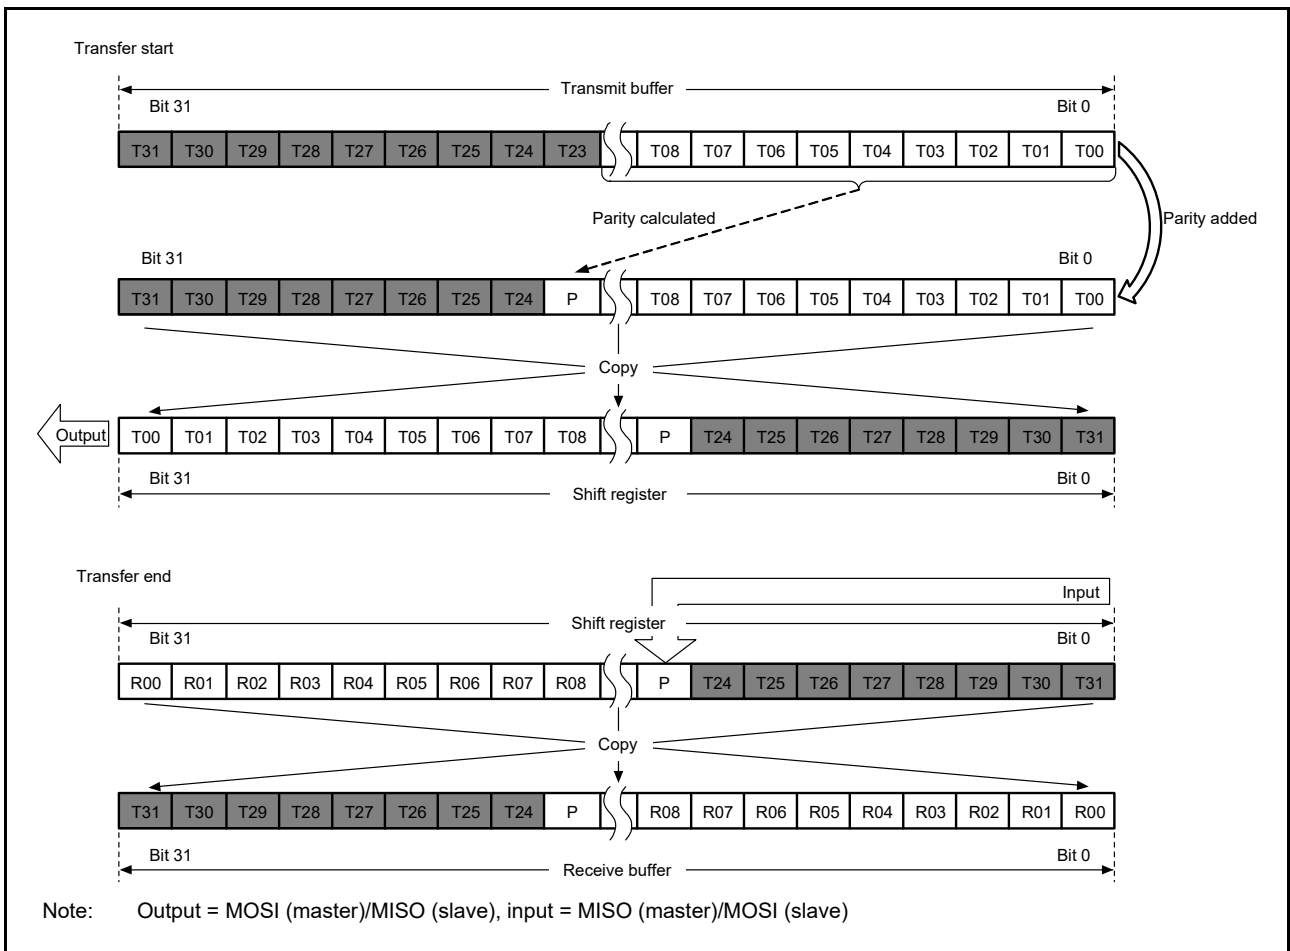 Transfer start
Transmit buffer
Bit 31 Bit 0
T31 T30 T29 T28 T27 T26 T25 T24 T23 T08 T07 T06 T05 T04 T03 T02 T01 T00
Parity calculated Parity added
Bit 31 Bit 0
T31 T30 T29 T28 T27 T26 T25 T24 P T08 T07 T06 T05 T04 T03 T02 T01 T00
Copy
Output T00 T01 T02 T03 T04 T05 T06 T07 T08 P T24 T25 T26 T27 T28 T29 T30 T31
Bit 31 Bit 0
Shift register
Transfer end
Input
Shift register
Bit 31 Bit 0
R00 R01 R02 R03 R04 R05 R06 R07 R08 P T24 T25 T26 T27 T28 T29 T30 T31
Copy
T31 T30 T29 T28 T27 T26 T25 T24 P R08 R07 R06 R05 R04 R03 R02 R01 R00
Bit 31 Bit 0
Receive buffer
Note: Output = MOSI (master)/MISO (slave), input = MISO (master)/MOSI (slave)